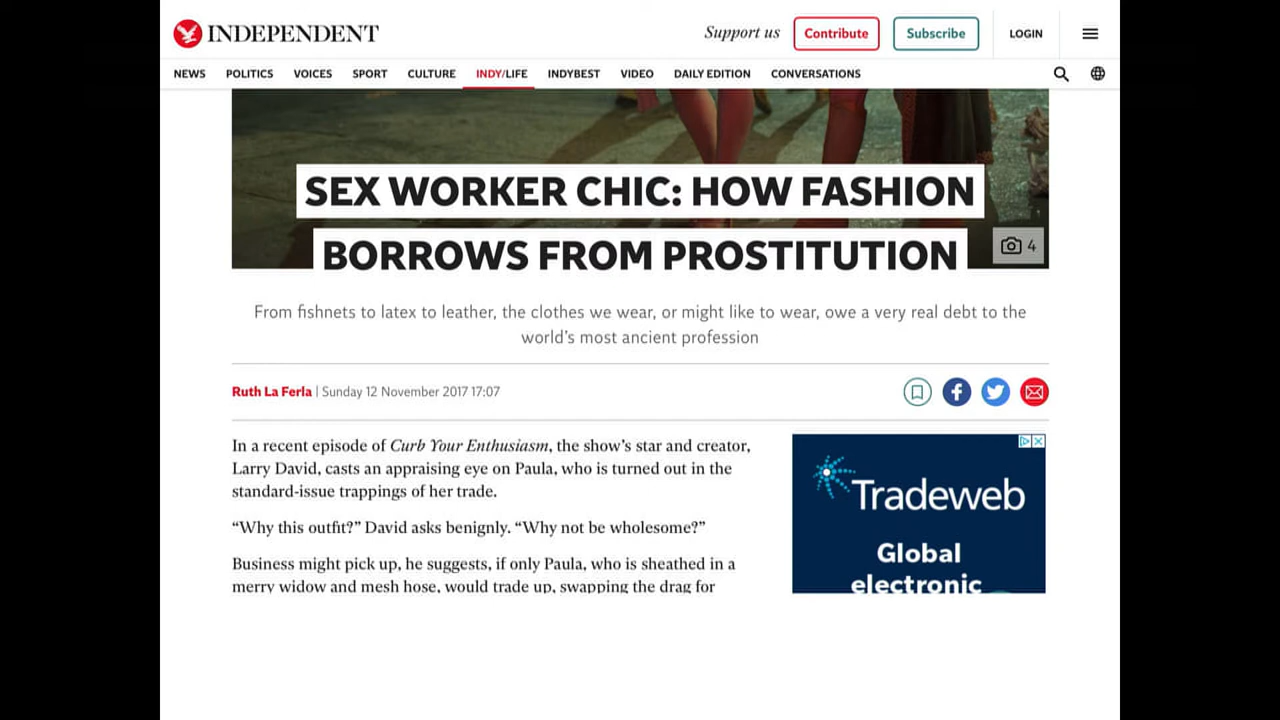 INDEPENDENT
Support us
Contribute
Subscribe
LOGIN
NEWS POLITICS VOICES SPORT CULTURE INDY/LIFE INDYBEST VIDEO DAILY EDITION CONVERSATIONS
SEX WORKER CHIC: HOW FASHION
BORROWS FROM PROSTITUTION
4
From fishnets to latex to leather, the clothes we wear, or might like to wear, owe a very real debt to the
world’s most ancient profession
Ruth La Ferla | Sunday 12 November 2017 17:07
In a recent episode of Curb Your Enthusiasm, the show’s star and creator,
Larry David, casts an appraising eye on Paula, who is turned out in the
standard-issue trappings of her trade.
“Why this outfit?” David asks benignly. “Why not be wholesome?”
Business might pick up, he suggests, if only Paula, who is sheathed in a
merry widow and mesh hose, would trade up, swapping the drag for
Tradeweb
Global
electronic